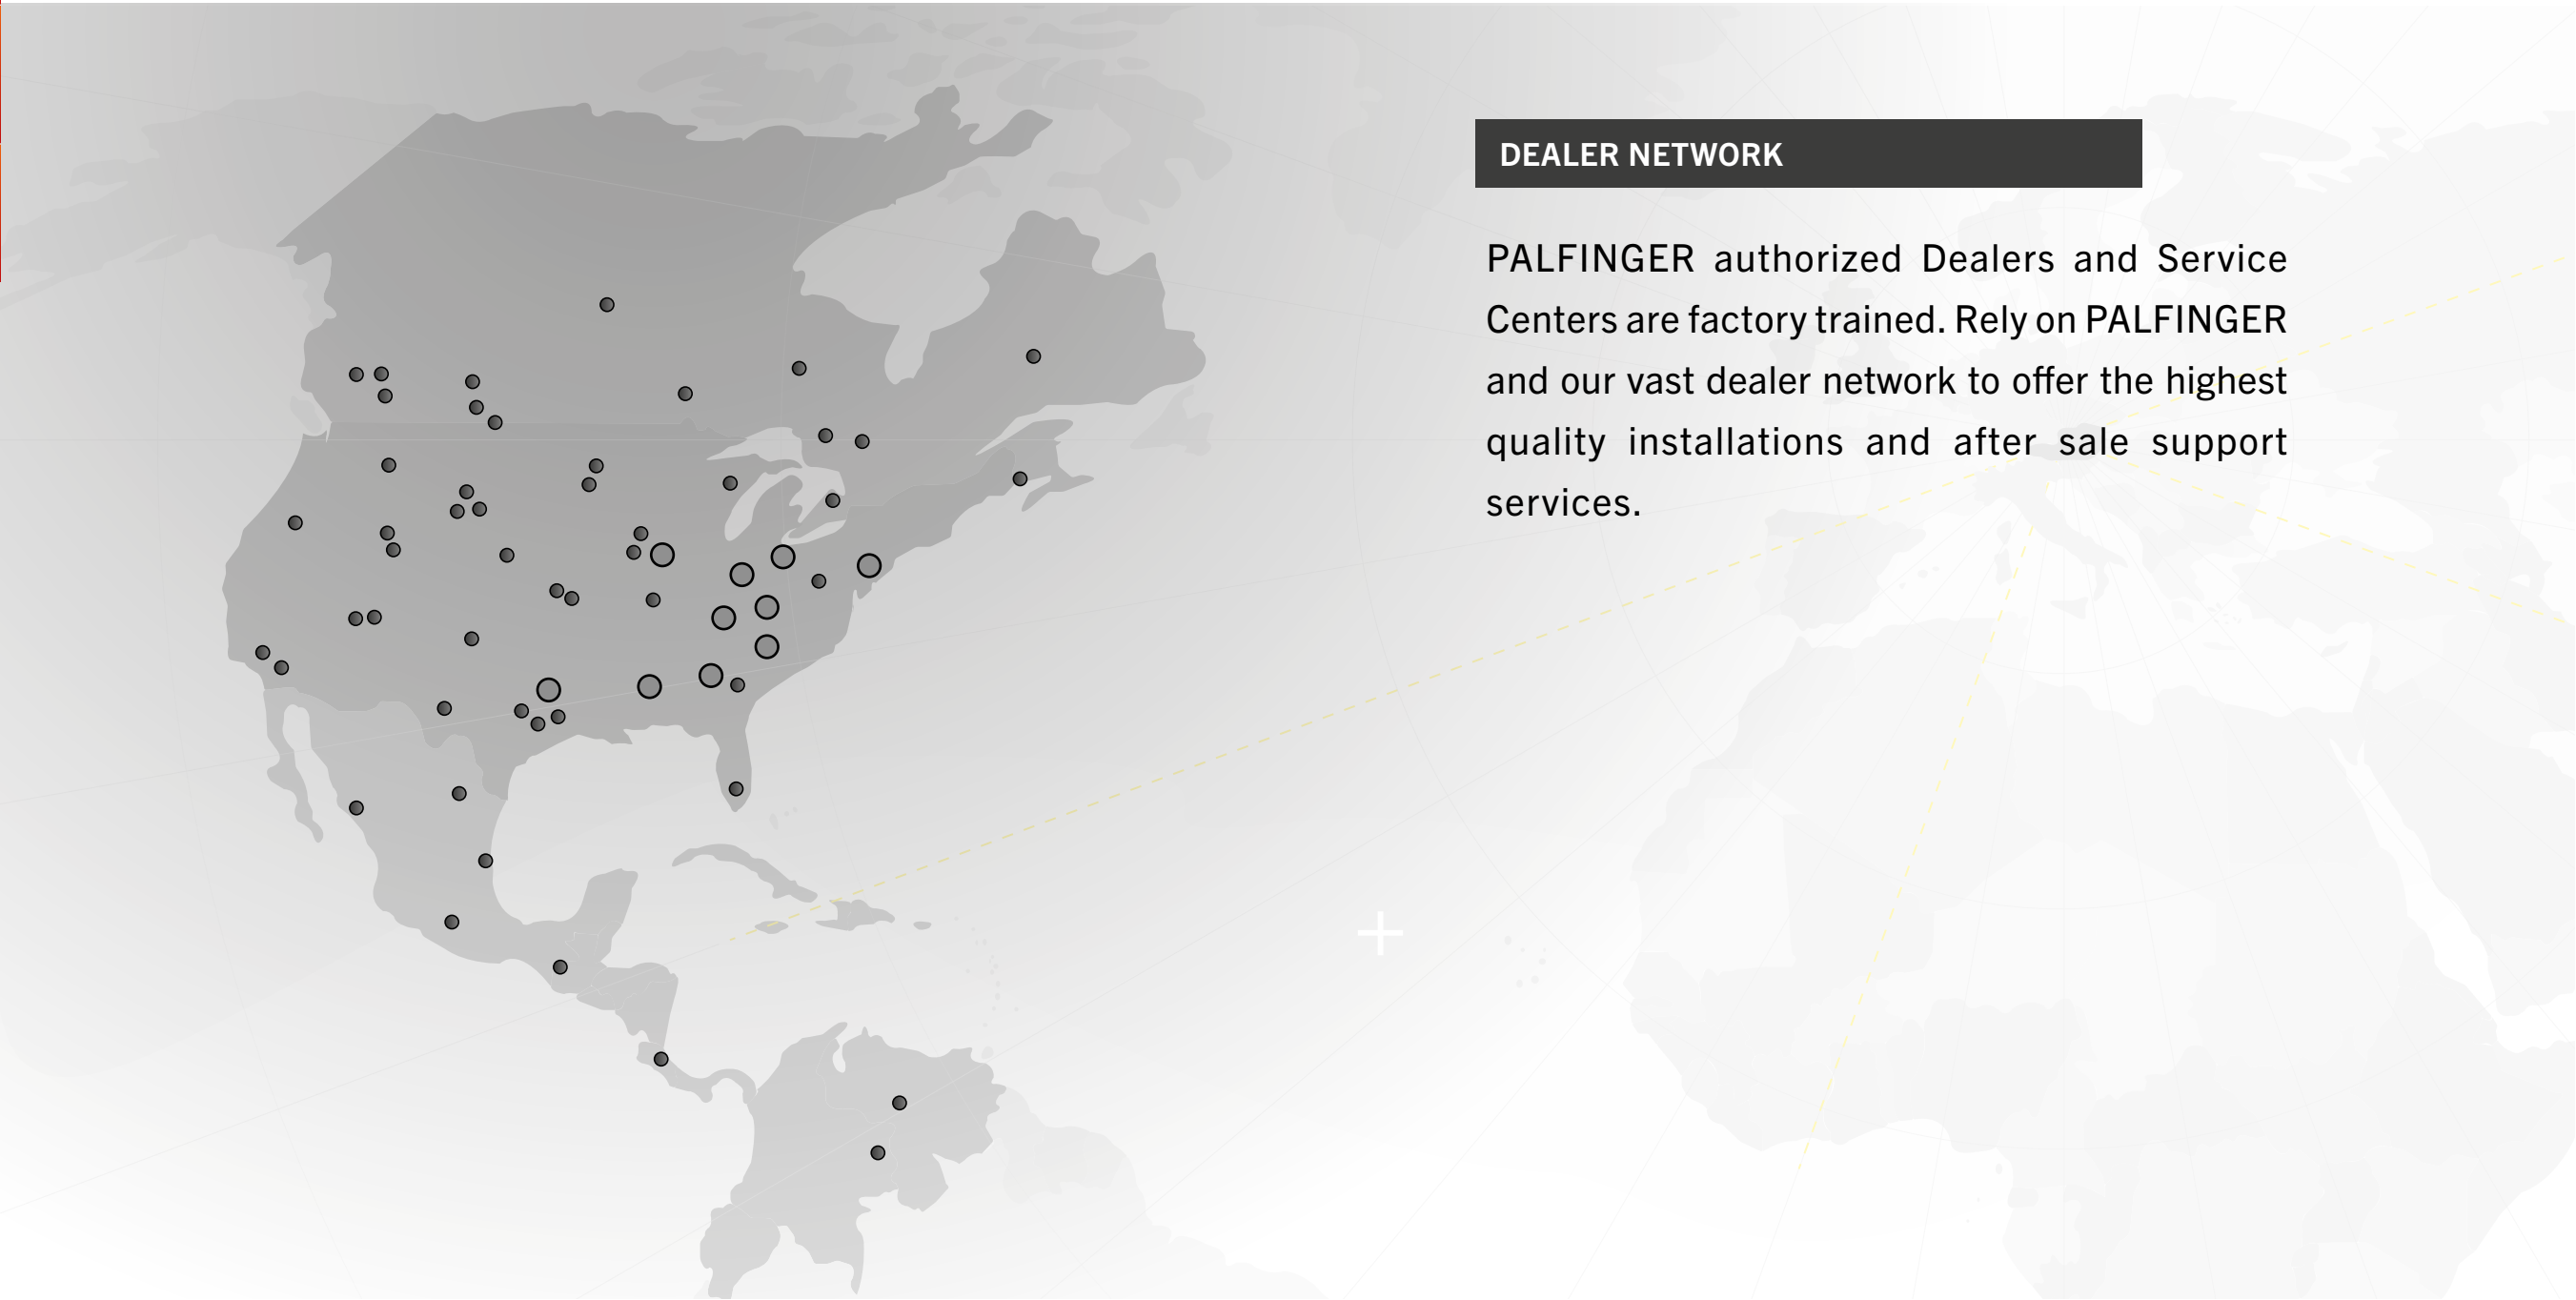 DEALER NETWORK
PALFINGER authorized Dealers and Service
Centers are factory trained. Rely on PALFINGER
and our vast dealer network to offer the highest
quality installations and after sale support
services.